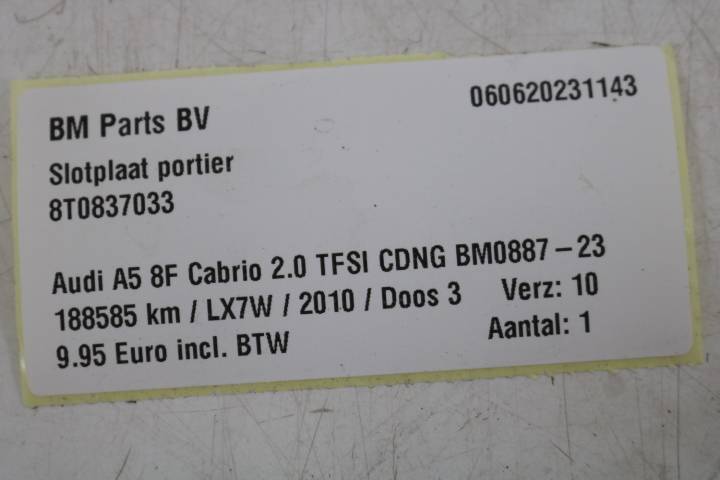 BM Parts BV 060620231143
Slotplaat portier
8T0837033
Audi A5 8F Cabrio 2.0 TFSI CDNG BM0887-23
188585 km / LX7W / 2010 / Doos 3 Verz: 10
9.95 Euro incl. BTW Aantal: 1